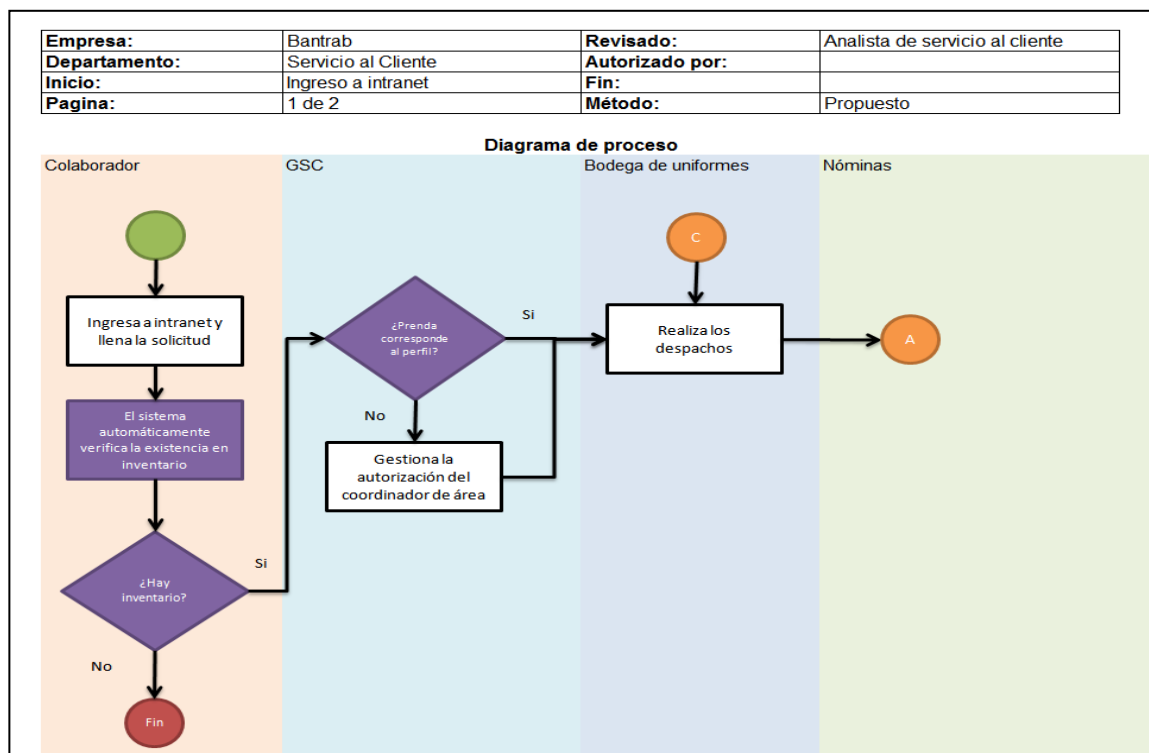 Empresa: Bantrab Revisado: Analista de servicio al cliente
Departamento: Servicio al Cliente Autorizado por:
Inicio: Ingreso a intranet Fin:
Pagina: 1 de 2 Método: Propuesto
Diagrama de proceso
Colaborador GSC Bodega de uniformes Nóminas
C
Ingresa a intranet y
llena la solicitud
¿Prenda
corresponde
al perfil?
Si
Realiza los
despachos
A
El sistema
automáticamente
verifica la existencia en
inventario
No
Gestiona la
autorización del
coordinador de área
¿Hay
inventario?
Si
No
Fin